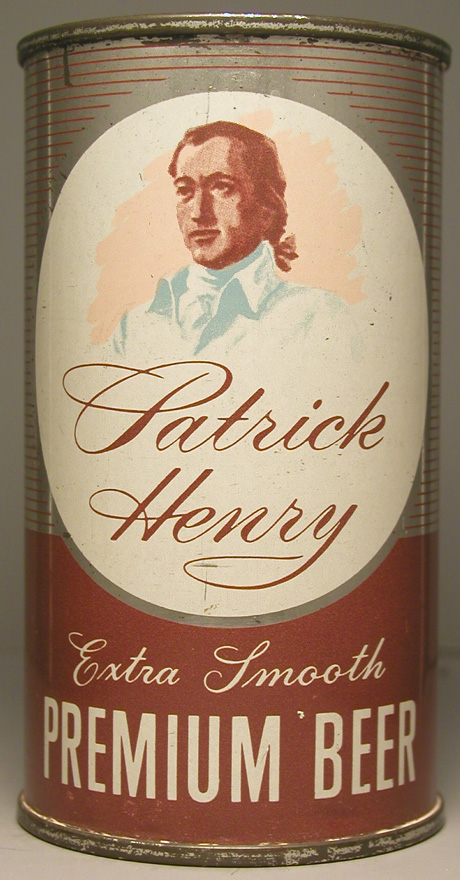 Patrick
Henry
Extra Smooth
PREMIUM BEER